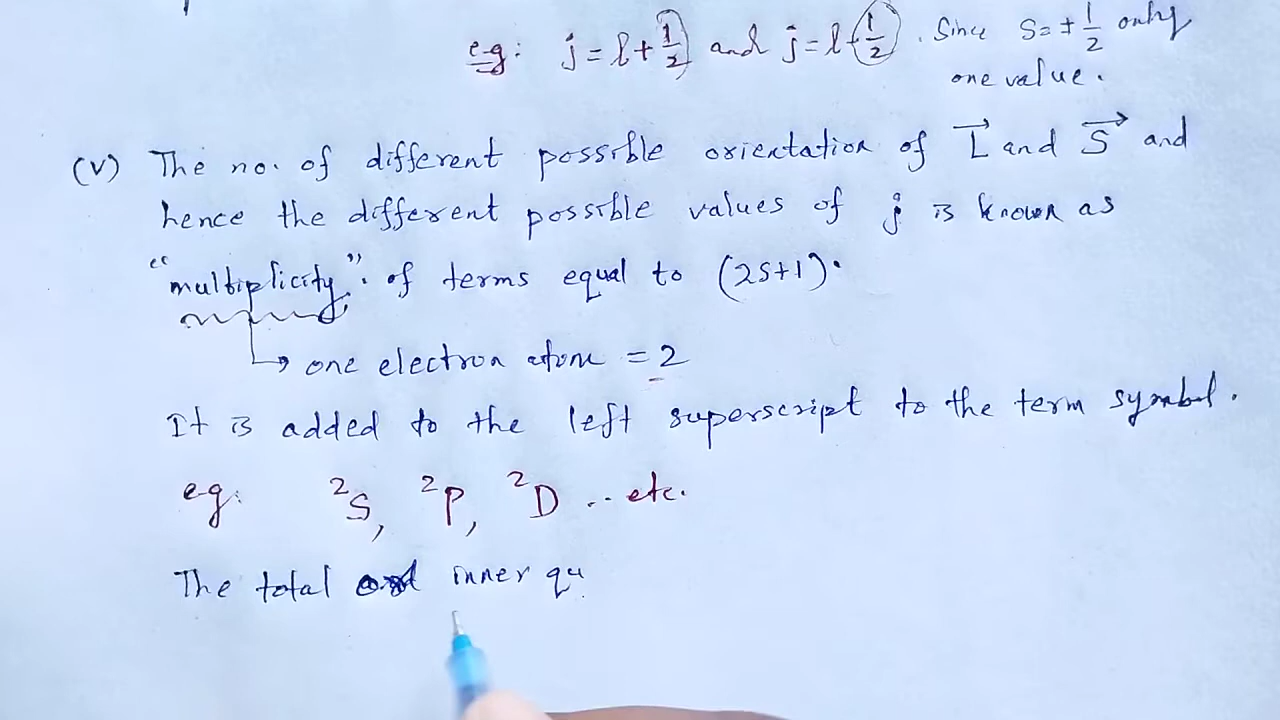 e.g: j = l + 1/2 and j = l - 1/2. Since S = ± 1/2 only
one value.
(v) The no. of different possible orientation of L⃗ and S⃗ and
hence the different possible values of j is known as
"multiplicity". of terms equal to (2S+1).
↳ one electron atom = 2
It is added to the left superscript to the term symbol.
eg: ²S, ²P, ²D ... etc.
The total inner qu